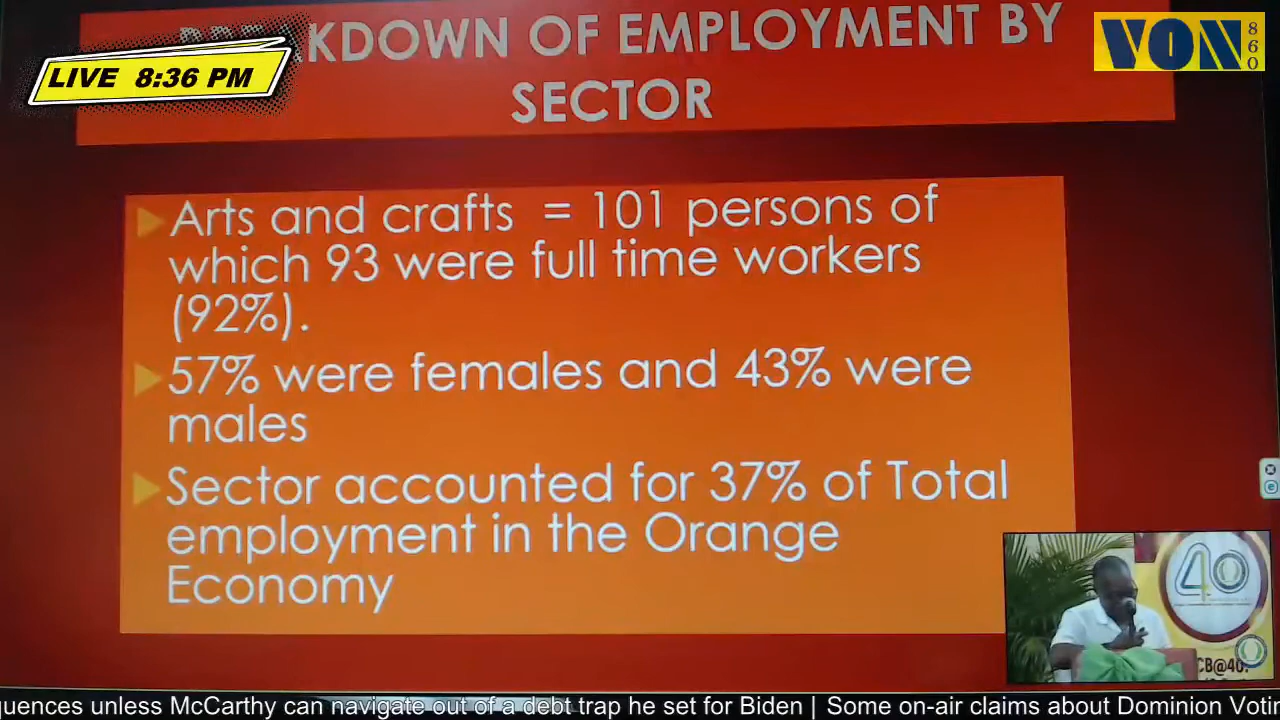 KDOWN OF EMPLOYMENT BY
SECTOR
LIVE 8:36 PM
VON
860
Arts and crafts = 101 persons of
which 93 were full time workers
(92%).
57% were females and 43% were
males
Sector accounted for 37% of Total
employment in the Orange
Economy
40
CB@40:
quences unless McCarthy can navigate out of a debt trap he set for Biden | Some on-air claims about Dominion Votin